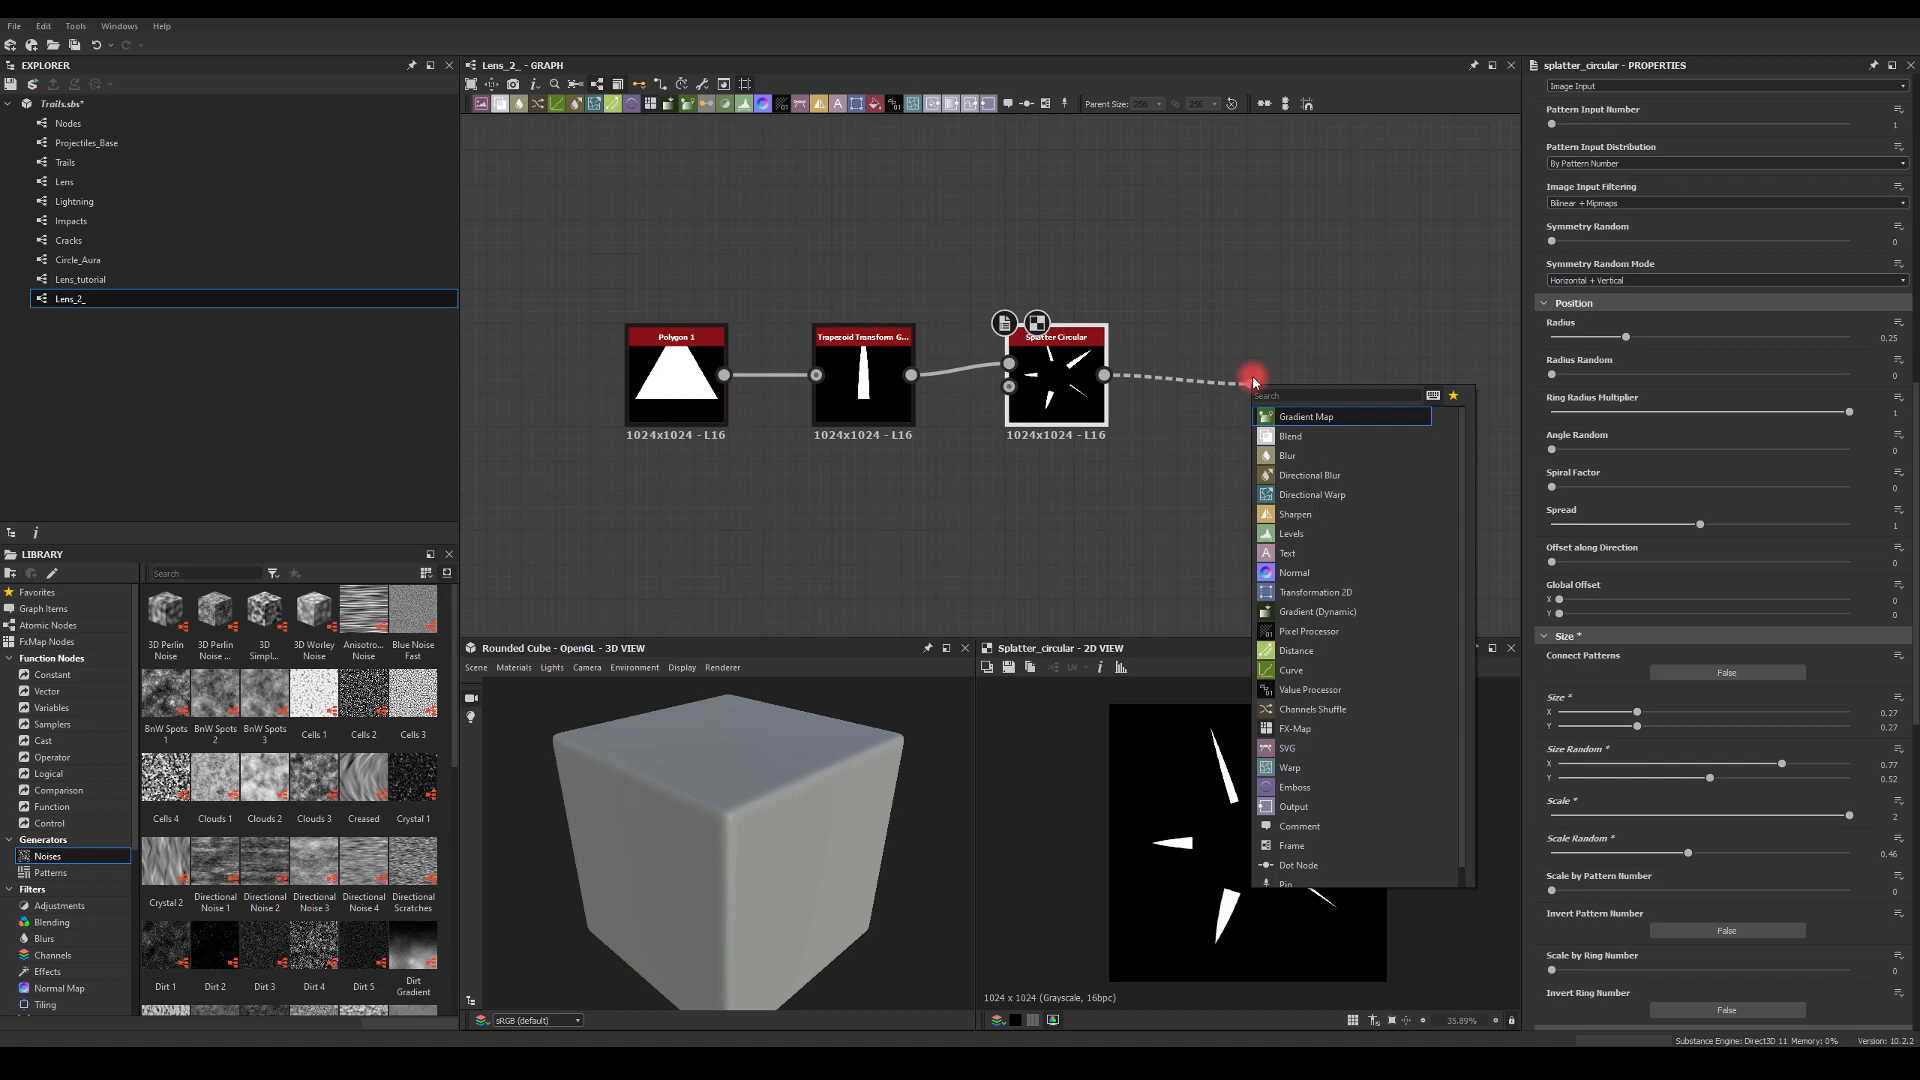 File Edit Tools Windows Help
EXPLORER
Trails.sbs*
Nodes
Projectiles_Base
Trails
Lens
Lightning
Impacts
Cracks
Circle_Aura
Lens_tutorial
Lens_2_
LIBRARY
Search
Favorites
Graph Items
Atomic Nodes
FxMap Nodes
Function Nodes
Constant
Vector
Variables
Samplers
Cast
Operator
Logical
Comparison
Function
Control
Generators
Noises
Patterns
Filters
Adjustments
Blending
Blurs
Channels
Effects
Normal Map
Tiling
3D Perlin Noise
3D Perlin Noise ...
3D Simpl...
3D Worley Noise
Anisotro... Noise
Blue Noise Fast
BnW Spots 1
BnW Spots 2
BnW Spots 3
Cells 1
Cells 2
Cells 3
Cells 4
Clouds 1
Clouds 2
Clouds 3
Creased
Crystal 1
Crystal 2
Directional Noise 1
Directional Noise 2
Directional Noise 3
Directional Noise 4
Directional Scratches
Dirt 1
Dirt 2
Dirt 3
Dirt 4
Dirt 5
Dirt Gradient
Lens_2_ - GRAPH
Parent Size: 256 256
Polygon 1
1024x1024 - L16
Trapezoid Transform G...
1024x1024 - L16
Splatter Circular
1024x1024 - L16
Search
Gradient Map
Blend
Blur
Directional Blur
Directional Warp
Sharpen
Levels
Text
Normal
Transformation 2D
Gradient (Dynamic)
Pixel Processor
Distance
Curve
Value Processor
Channels Shuffle
FX-Map
SVG
Warp
Emboss
Output
Comment
Frame
Dot Node
Pin
Rounded Cube - OpenGL - 3D VIEW
Scene Materials Lights Camera Environment Display Renderer
sRGB (default)
Splatter_circular - 2D VIEW
UV
1024 x 1024 (Grayscale, 16bpc)
35.89%
splatter_circular - PROPERTIES
Image Input
Pattern Input Number
1
Pattern Input Distribution
By Pattern Number
Image Input Filtering
Bilinear + Mipmaps
Symmetry Random
0
Symmetry Random Mode
Horizontal + Vertical
Position
Radius
0.25
Radius Random
0
Ring Radius Multiplier
1
Angle Random
0
Spiral Factor
0
Spread
1
Offset along Direction
0
Global Offset
X 0
Y 0
Size *
Connect Patterns
False
Size *
X 0.27
Y 0.27
Size Random *
X 0.77
Y 0.52
Scale *
2
Scale Random *
0.46
Scale by Pattern Number
0
Invert Pattern Number
False
Scale by Ring Number
0
Invert Ring Number
False
Substance Engine: Direct3D 11 Memory: 0% Version: 10.2.2